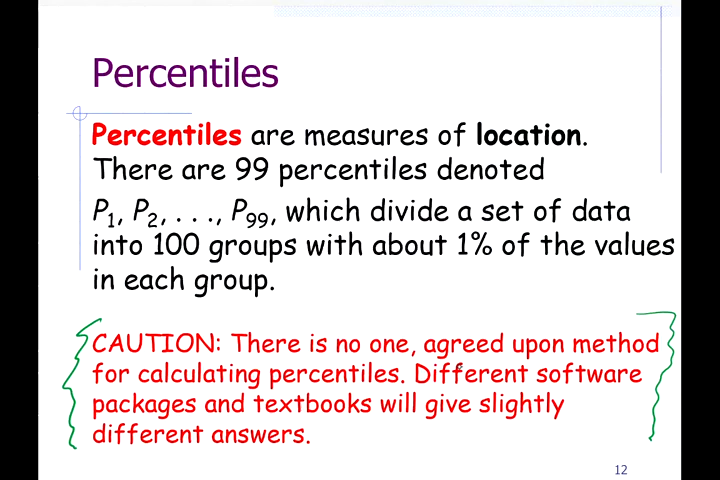 Percentiles
Percentiles are measures of location.
There are 99 percentiles denoted
P₁, P₂, . . ., P₉₉, which divide a set of data
into 100 groups with about 1% of the values
in each group.
CAUTION: There is no one, agreed upon method
for calculating percentiles. Different software
packages and textbooks will give slightly
different answers.
12